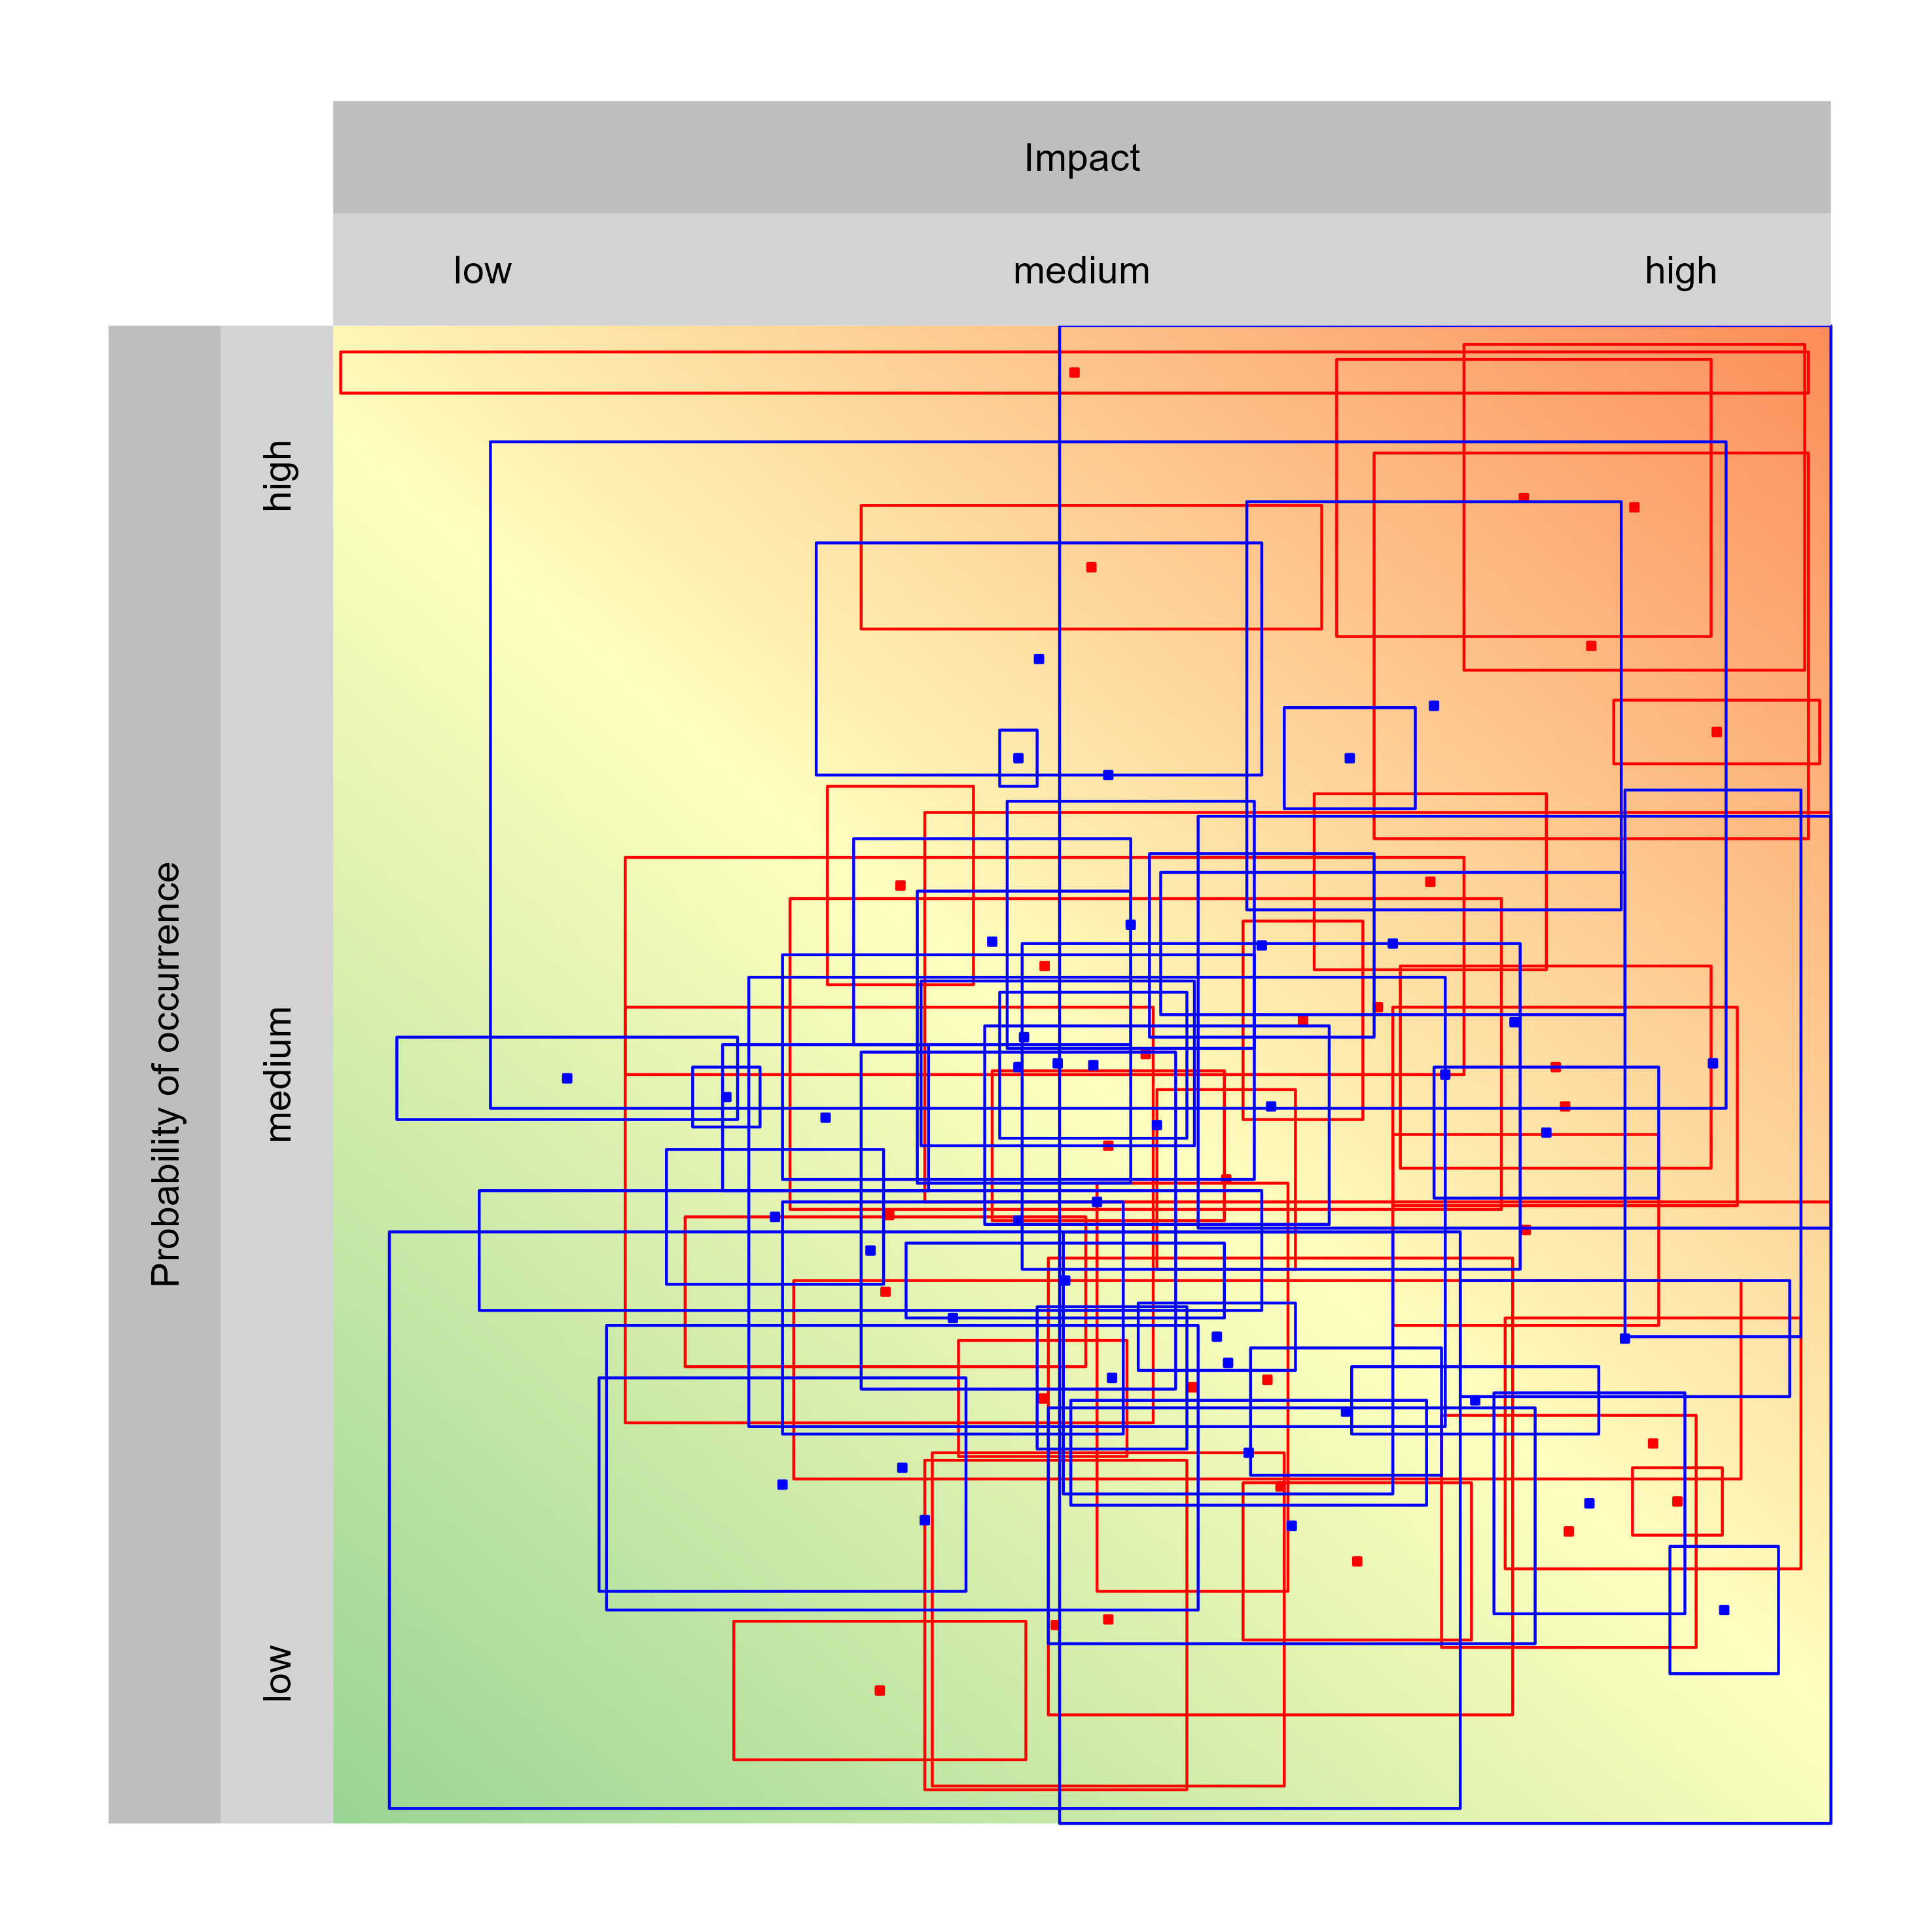 Impact
low
medium
high
Probability of occurrence
high
medium
low